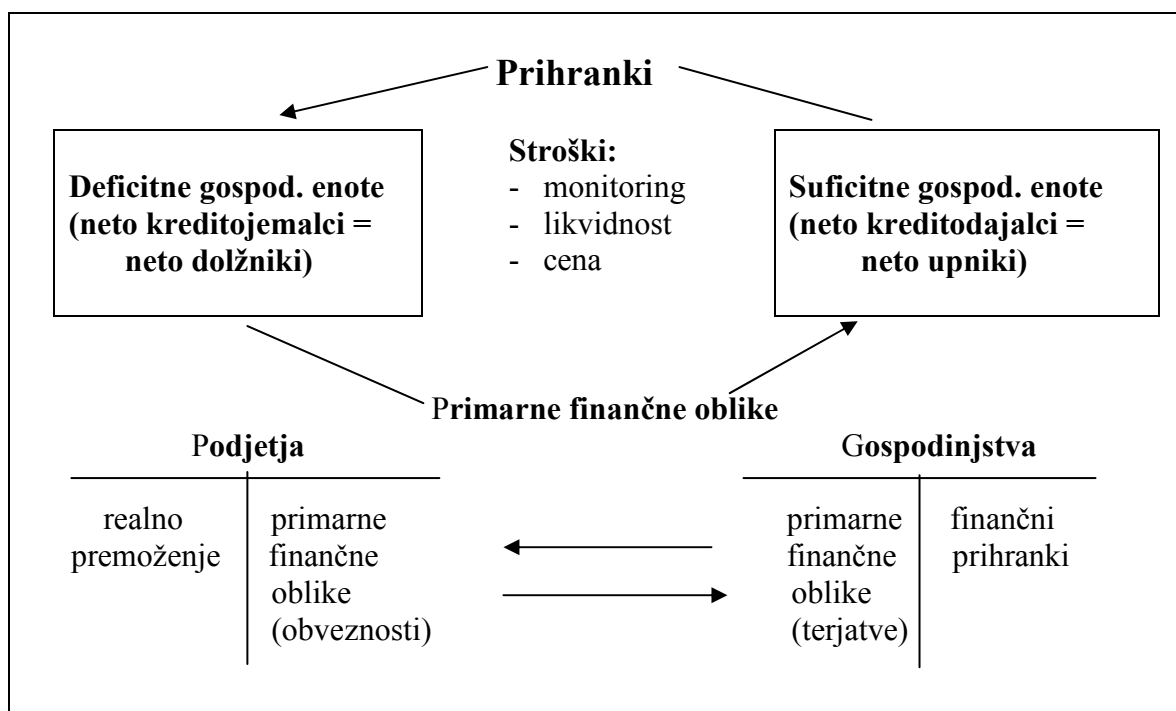 Prihranki
Deficitne gospod. enote
(neto kreditojemalci =
neto dolžniki)
Stroški:
- monitoring
- likvidnost
- cena
Suficitne gospod. enote
(neto kreditodajalci =
neto upniki)
Primarne finančne oblike
Podjetja
realno
premoženje
primarne
finančne
oblike
(obveznosti)
Gospodinjstva
primarne
finančne
oblike
(terjatve)
finančni
prihranki